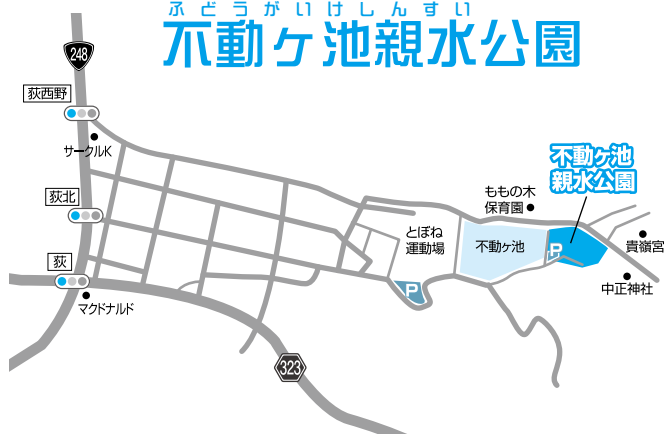 ふどうがいけしんすい
不動ヶ池親水公園
248
荻西野
サークルK
荻北
荻
マクドナルド
323
とぼね
運動場
P
ももの木
保育園
不動ヶ池
P
不動ヶ池
親水公園
貴嶺宮
中正神社